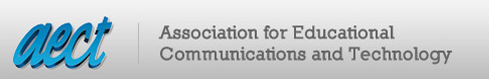 aect
Association for Educational
Communications and Technology